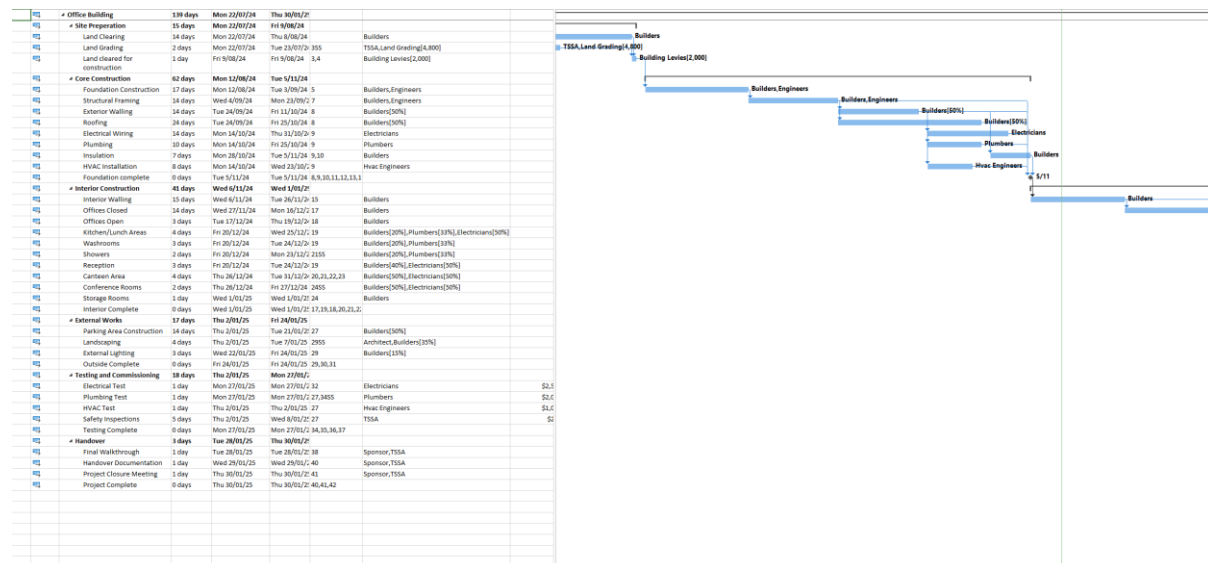 Office Building 139 days Mon 22/07/24 Thu 30/01/25
Site Preperation 15 days Mon 22/07/24 Fri 9/08/24
Land Clearing 14 days Mon 22/07/24 Thu 8/08/24 Builders
Builders
Land Grading 2 days Mon 22/07/24 Tue 23/07/24 3SS TSSA,Land Grading[4,800]
TSSA,Land Grading[4,800]
Land cleared for 1 day Fri 9/08/24 Fri 9/08/24 3,4 Building Levies[2,000]
construction
Building Levies[2,000]
Core Construction 62 days Mon 12/08/24 Tue 5/11/24
Foundation Construction 17 days Mon 12/08/24 Tue 3/09/24 5 Builders,Engineers
Builders,Engineers
Structural Framing 14 days Wed 4/09/24 Mon 23/09/2 7 Builders,Engineers
Builders,Engineers
Exterior Walling 14 days Tue 24/09/24 Fri 11/10/24 8 Builders[50%]
Builders[50%]
Roofing 24 days Tue 24/09/24 Fri 25/10/24 8 Builders[50%]
Builders[50%]
Electrical Wiring 14 days Mon 14/10/24 Thu 31/10/2 9 Electricians
Electricians
Plumbing 10 days Mon 14/10/24 Fri 25/10/24 9 Plumbers
Plumbers
Insulation 7 days Mon 28/10/24 Tue 5/11/24 9,10 Builders
Builders
HVAC Installation 8 days Mon 14/10/24 Wed 23/10/2 9 Hvac Engineers
Hvac Engineers
Foundation complete 0 days Tue 5/11/24 Tue 5/11/24 8,9,10,11,12,13,1
5/11
Interior Construction 41 days Wed 6/11/24 Wed 1/01/25
Interior Walling 15 days Wed 6/11/24 Tue 26/11/24 15 Builders
Builders
Offices Closed 14 days Wed 27/11/24 Mon 16/12/2 17 Builders
Offices Open 3 days Tue 17/12/24 Thu 19/12/24 18 Builders
Kitchen/Lunch Areas 4 days Fri 20/12/24 Wed 25/12/2 19 Builders[20%],Plumbers[33%],Electricians[50%]
Washrooms 3 days Fri 20/12/24 Tue 24/12/24 19 Builders[20%],Plumbers[33%]
Showers 2 days Fri 20/12/24 Mon 23/12/2 21SS Builders[20%],Plumbers[33%]
Reception 3 days Fri 20/12/24 Tue 24/12/24 19 Builders[40%],Electricians[50%]
Canteen Area 4 days Thu 26/12/24 Tue 31/12/24 20,21,22,23 Builders[50%],Electricians[50%]
Conference Rooms 2 days Thu 26/12/24 Fri 27/12/24 24SS Builders[50%],Electricians[50%]
Storage Rooms 1 day Wed 1/01/25 Wed 1/01/25 24 Builders
Interior Complete 0 days Wed 1/01/25 Wed 1/01/25 17,19,18,20,21,2
External Works 17 days Thu 2/01/25 Fri 24/01/25
Parking Area Construction 14 days Thu 2/01/25 Tue 21/01/25 27 Builders[50%]
Landscaping 4 days Thu 2/01/25 Tue 7/01/25 29SS Architect,Builders[35%]
External Lighting 3 days Wed 22/01/25 Fri 24/01/25 29 Builders[15%]
Outside Complete 0 days Fri 24/01/25 Fri 24/01/25 29,30,31
Testing and Commissioning 18 days Thu 2/01/25 Mon 27/01/2
Electrical Test 1 day Mon 27/01/25 Mon 27/01/2 32 Electricians $2,5
Plumbing Test 1 day Mon 27/01/25 Mon 27/01/2 27,34SS Plumbers $2,0
HVAC Test 1 day Thu 2/01/25 Thu 2/01/25 27 Hvac Engineers $1,0
Safety Inspections 5 days Thu 2/01/25 Wed 8/01/25 27 TSSA
Testing Complete 0 days Mon 27/01/25 Mon 27/01/2 34,35,36,37
Handover 3 days Tue 28/01/25 Thu 30/01/25
Final Walkthrough 1 day Tue 28/01/25 Tue 28/01/25 38 Sponsor,TSSA
Handover Documentation 1 day Wed 29/01/25 Wed 29/01/2 40 Sponsor,TSSA
Project Closure Meeting 1 day Thu 30/01/25 Thu 30/01/25 41 Sponsor,TSSA
Project Complete 0 days Thu 30/01/25 Thu 30/01/25 40,41,42